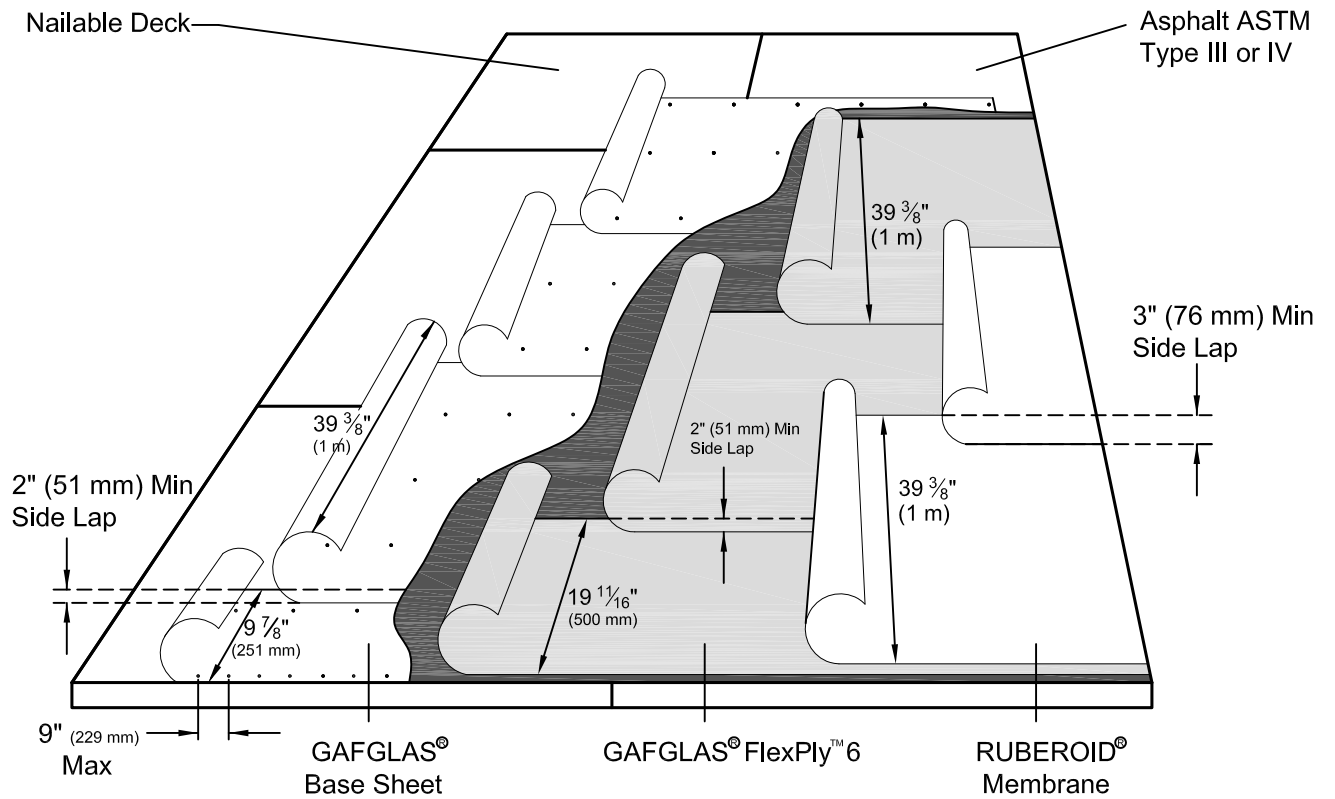 Nailable Deck
Asphalt ASTM
Type III or IV
39 3/8"
(1 m)
3" (76 mm) Min
Side Lap
39 3/8"
(1 m)
2" (51 mm) Min
Side Lap
39 3/8"
(1 m)
2" (51 mm) Min
Side Lap
19 11/16"
(500 mm)
9 7/8"
(251 mm)
9" (229 mm)
Max
GAFGLAS®
Base Sheet
GAFGLAS® FlexPly™ 6
RUBEROID®
Membrane